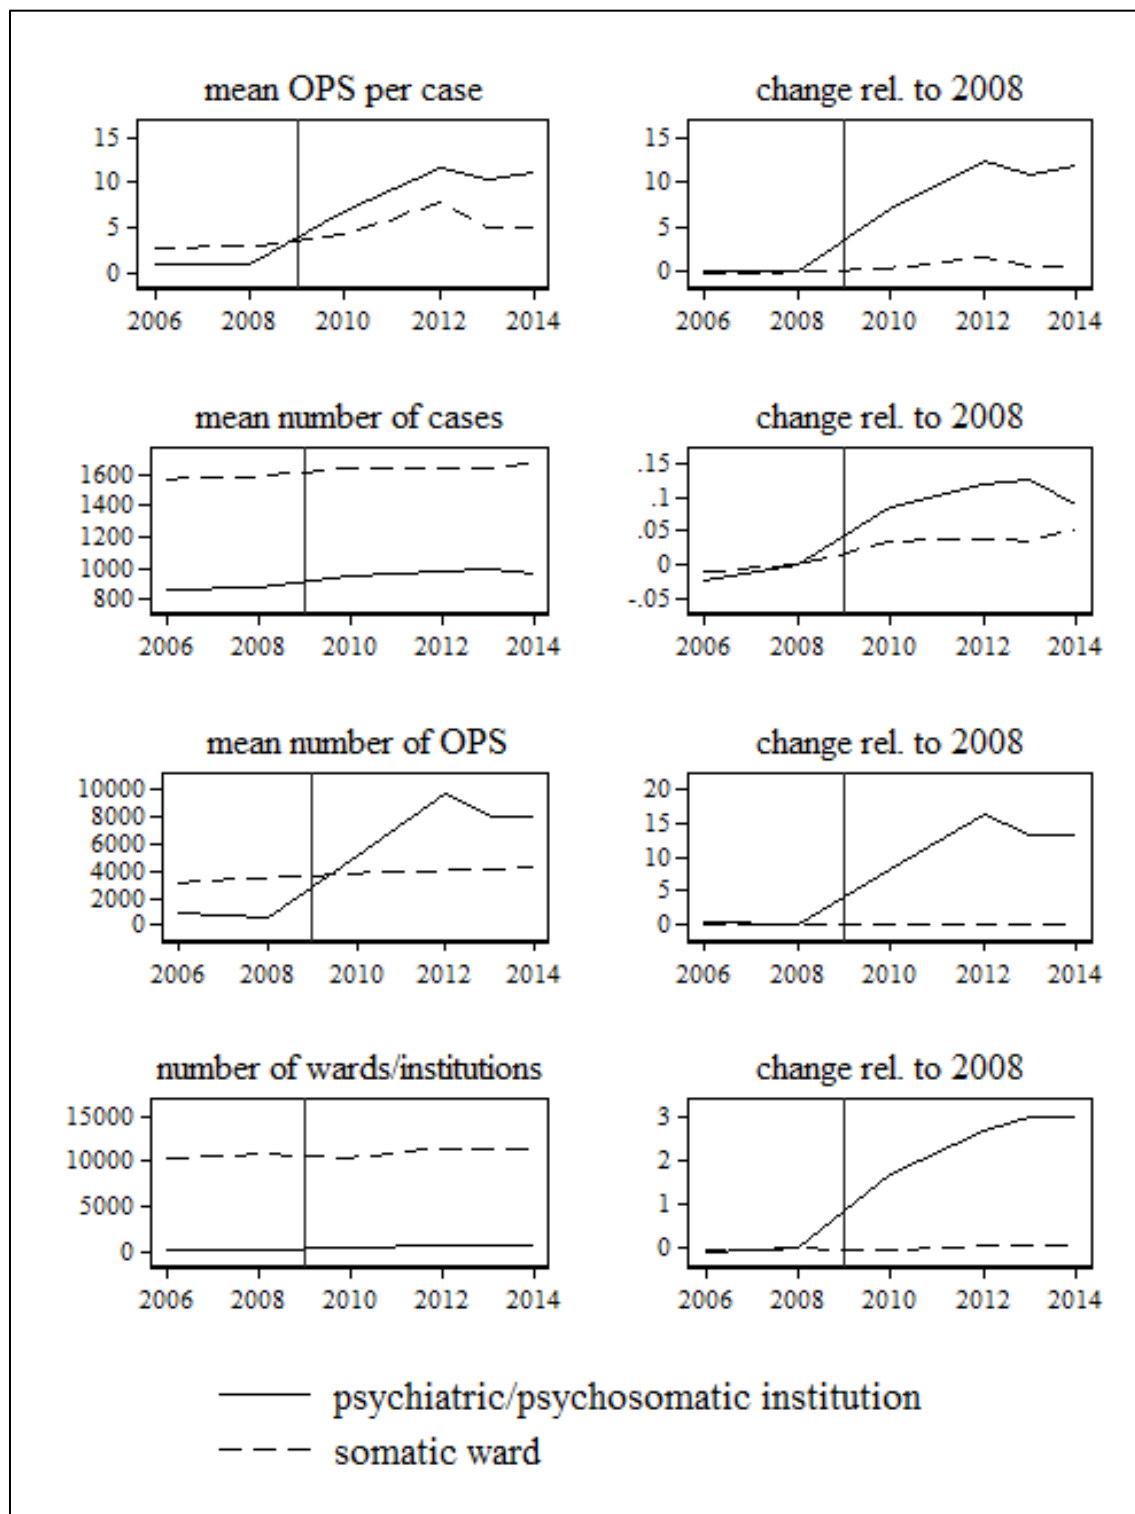 mean OPS per case
15
10
5
0
2006 2008 2010 2012 2014
change rel. to 2008
15
10
5
0
2006 2008 2010 2012 2014
mean number of cases
1600
1400
1200
1000
800
2006 2008 2010 2012 2014
change rel. to 2008
.15
.1
.05
0
-.05
2006 2008 2010 2012 2014
mean number of OPS
10000
8000
6000
4000
2000
0
2006 2008 2010 2012 2014
change rel. to 2008
20
15
10
5
0
2006 2008 2010 2012 2014
number of wards/institutions
15000
10000
5000
0
2006 2008 2010 2012 2014
change rel. to 2008
3
2
1
0
2006 2008 2010 2012 2014
psychiatric/psychosomatic institution
somatic ward